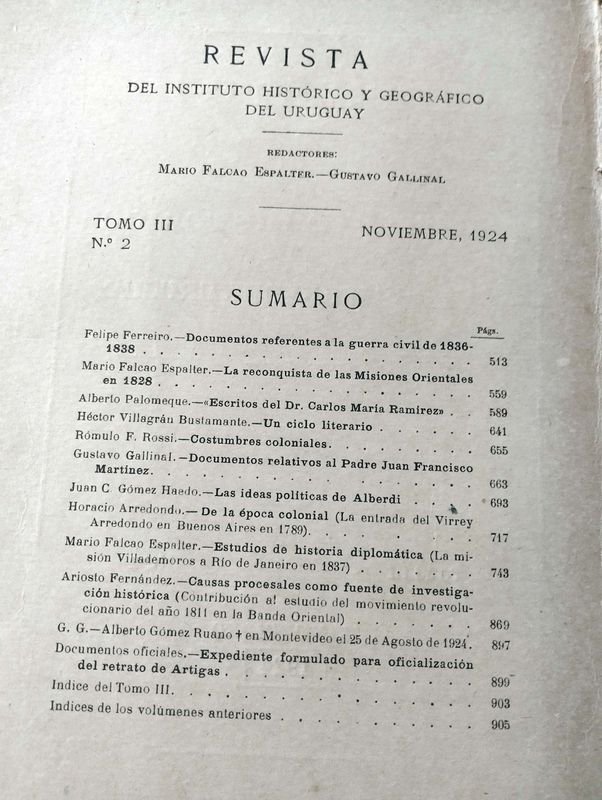 REVISTA
DEL INSTITUTO HISTÓRICO Y GEOGRÁFICO
DEL URUGUAY
REDACTORES:
MARIO FALCAO ESPALTER.—GUSTAVO GALLINAL
TOMO III
N.º 2
NOVIEMBRE, 1924
SUMARIO
Págs.
Felipe Ferreiro.—Documentos referentes a la guerra civil de 1836-
1838 . . . . . . . . . . . . . . 513
Mario Falcao Espalter.—La reconquista de las Misiones Orientales
en 1828 . . . . . . . . . . . . . 559
Alberto Palomeque.—«Escritos del Dr. Carlos María Ramírez» . . 589
Héctor Villagrán Bustamante.—Un ciclo literario . . . . . . 641
Rómulo F. Rossi.—Costumbres coloniales. . . . . . . . 655
Gustavo Gallinal.—Documentos relativos al Padre Juan Francisco
Martínez. . . . . . . . . . . . . 663
Juan C. Gómez Haedo.—Las ideas políticas de Alberdi . . . . 693
Horacio Arredondo.—De la época colonial (La entrada del Virrey
Arredondo en Buenos Aires en 1789). . . . . . . . 717
Mario Falcao Espalter.—Estudios de historia diplomática (La mi-
sión Villademoros a Río de Janeiro en 1837) . . . . . . 743
Ariosto Fernández.—Causas procesales como fuente de investiga-
ción histórica (Contribución al estudio del movimiento revolu-
cionario del año 1811 en la Banda Oriental) . . . . . . 869
G. G.—Alberto Gómez Ruano † en Montevideo el 25 de Agosto de 1924. 897
Documentos oficiales.—Expediente formulado para oficialización
del retrato de Artigas . . . . . . . . . . 899
Indice del Tomo III. . . . . . . . . . . . 903
Indices de los volúmenes anteriores . . . . . . . . 905